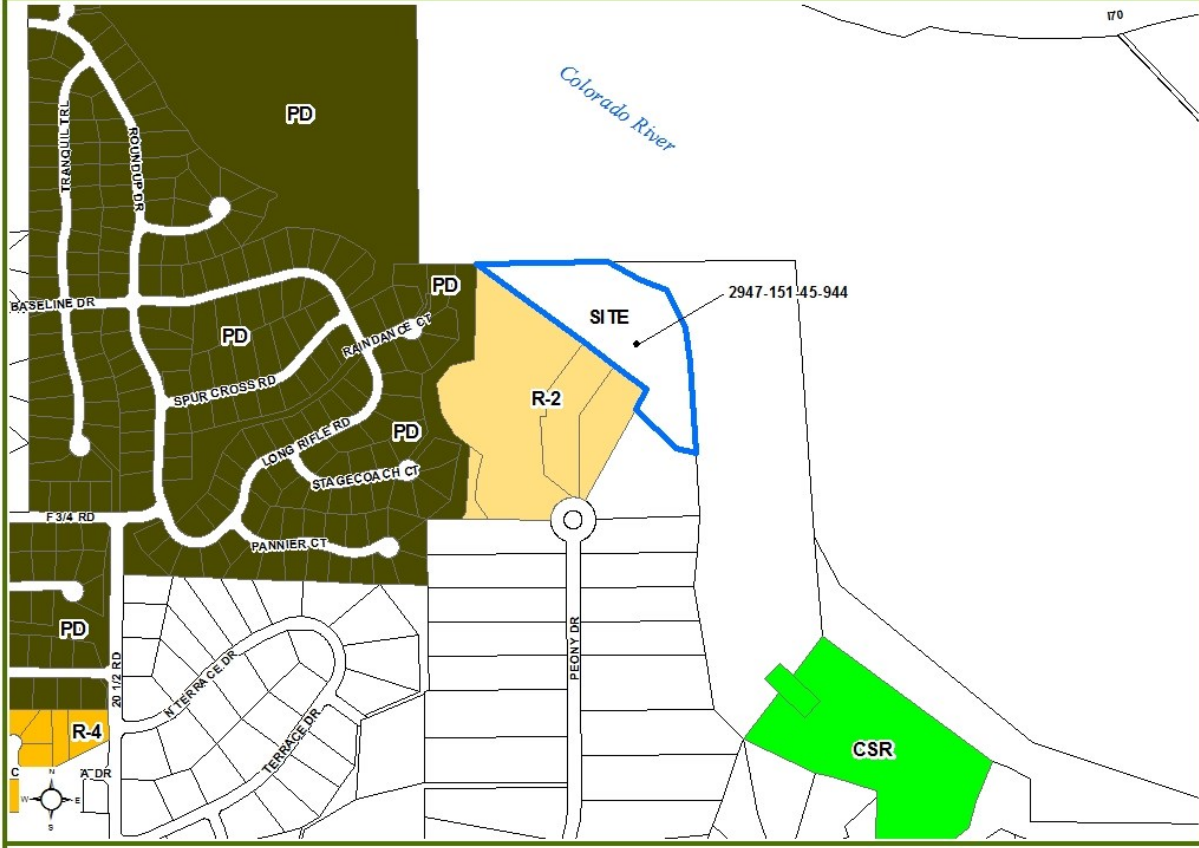 I70
Colorado River
PD
TRANQUIL TRL
ROUNDUP DR
PD
2947-151-45-944
BASELINE DR
SITE
PD
RAINDANCE CT
SPUR CROSS RD
R-2
PD
LONG RIFLE RD
STAGECOACH CT
F 3/4 RD
PANNIER CT
PD
PEONY DR
20 1/2 RD
N TERRACE DR
R-4
TERRACE DR
CSR
C
A DR
N
W
E
S